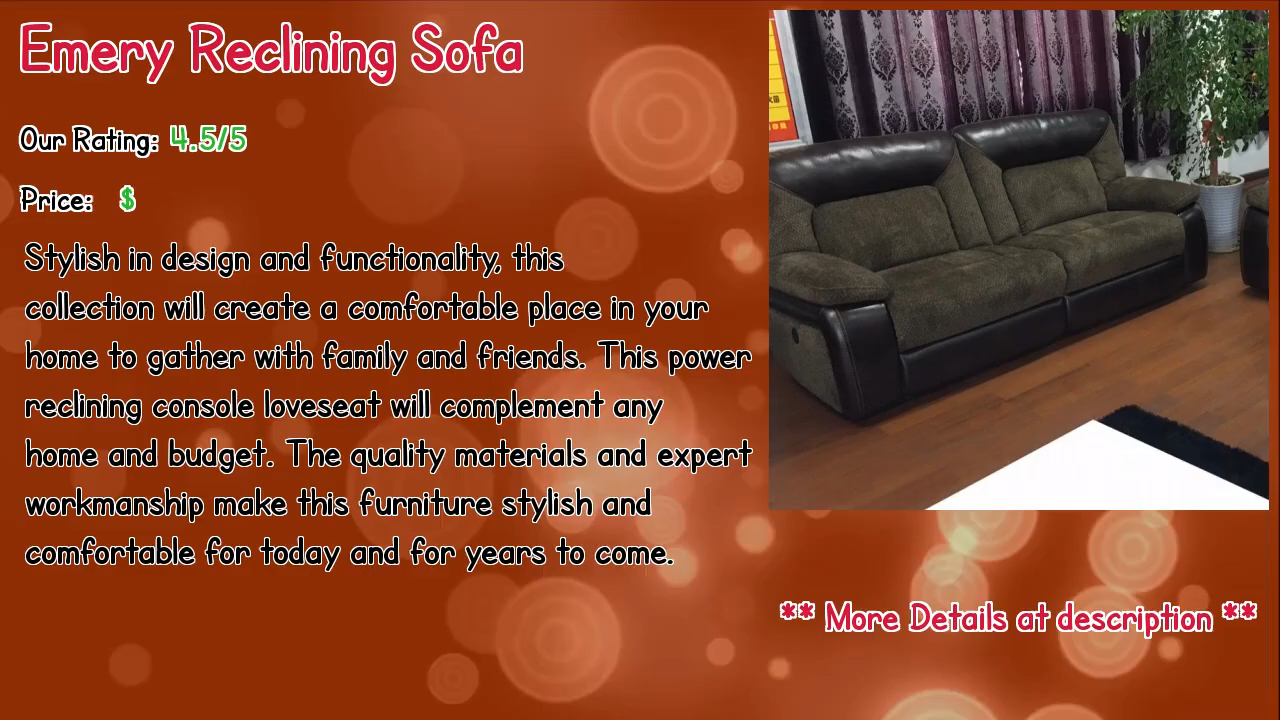 Emery Reclining Sofa
Our Rating: 4.5/5
Price: $
Stylish in design and functionality, this
collection will create a comfortable place in your
home to gather with family and friends. This power
reclining console loveseat will complement any
home and budget. The quality materials and expert
workmanship make this furniture stylish and
comfortable for today and for years to come.
** More Details at description **